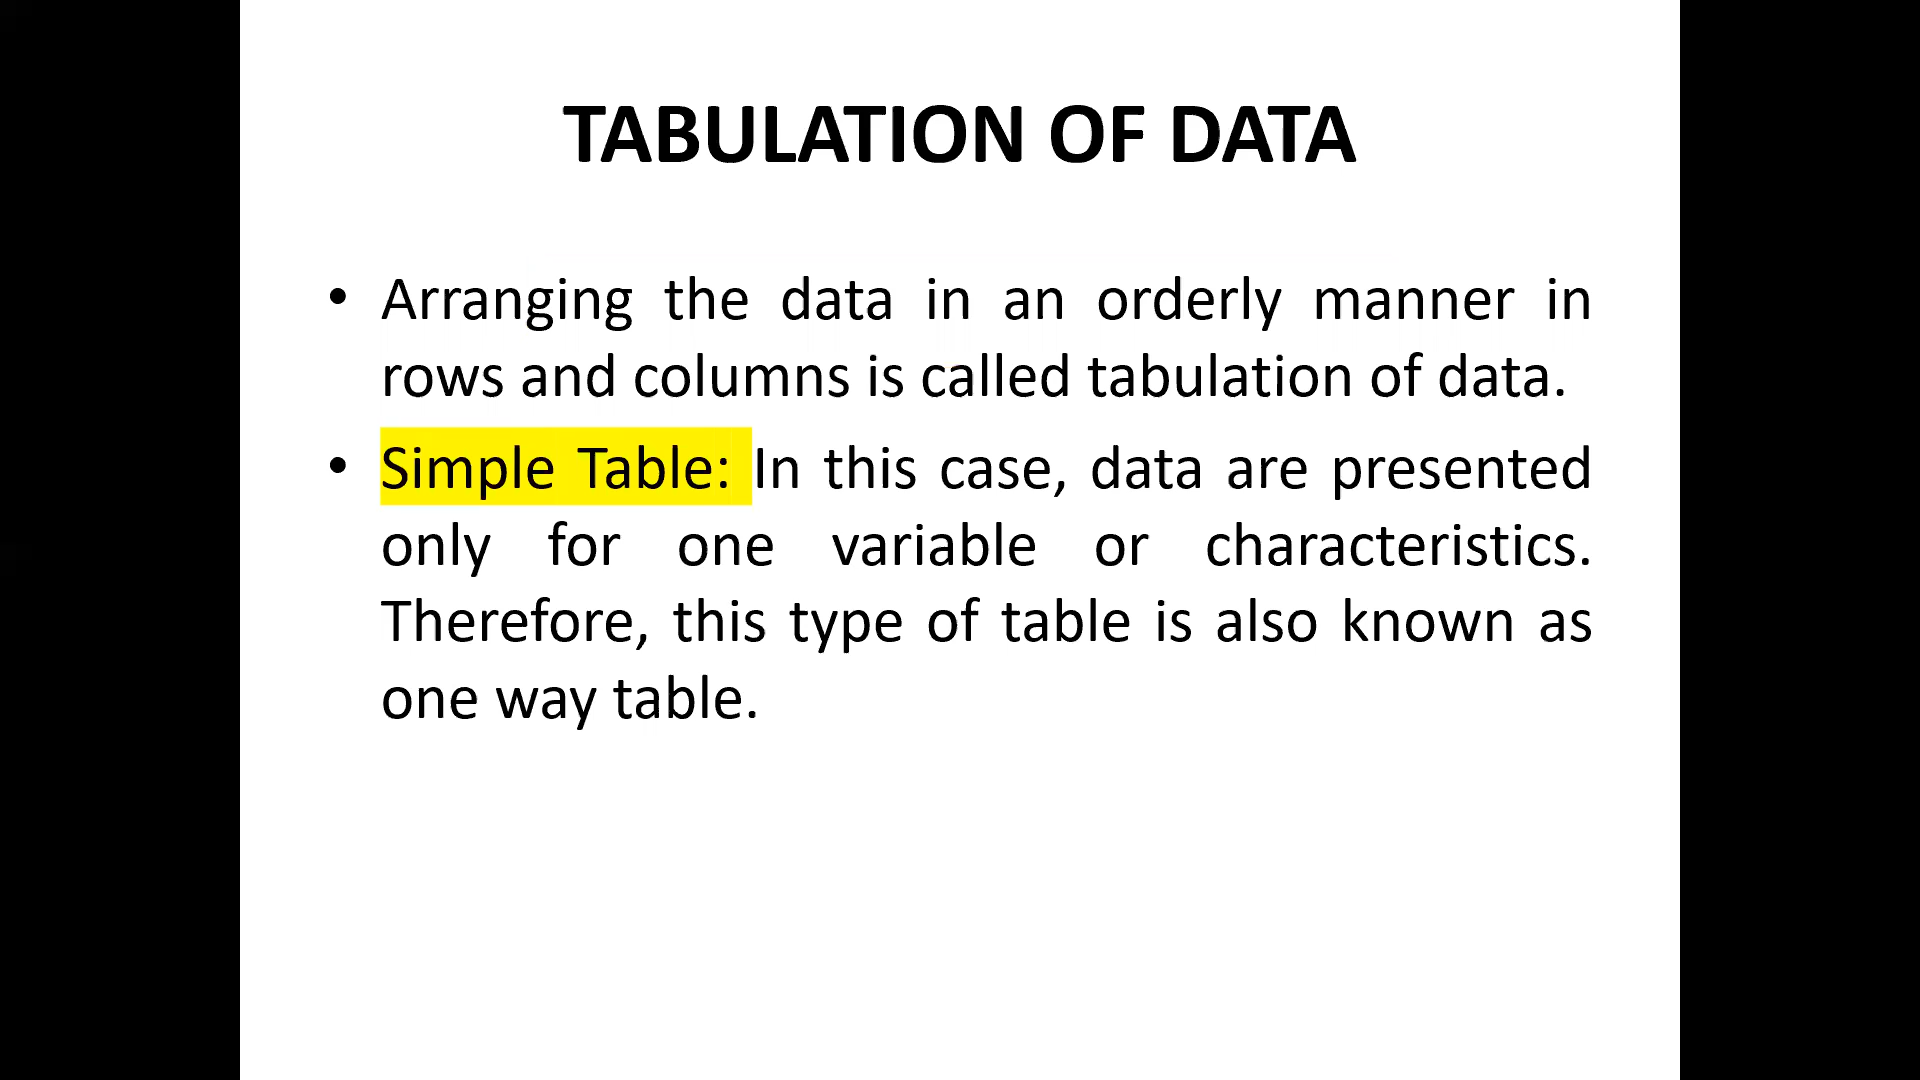 TABULATION OF DATA
• Arranging the data in an orderly manner in
rows and columns is called tabulation of data.
• Simple Table: In this case, data are presented
only for one variable or characteristics.
Therefore, this type of table is also known as
one way table.